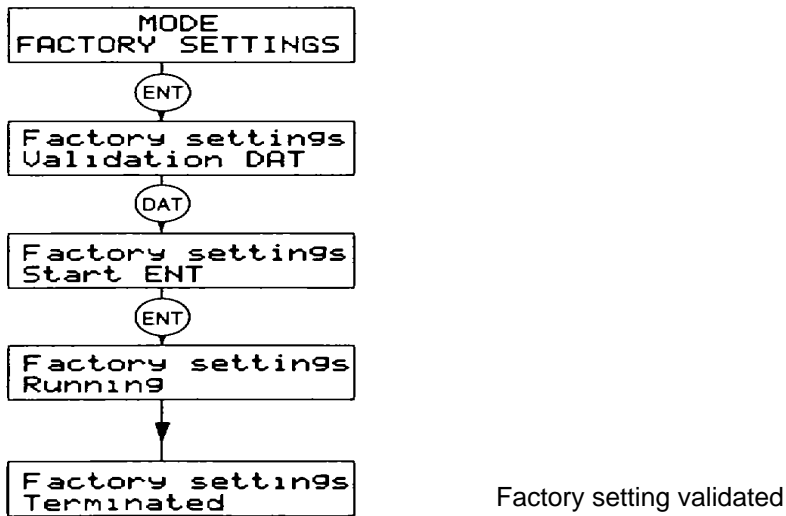 MODE
FACTORY SETTINGS
ENT
Factory settings
Validation DAT
DAT
Factory settings
Start ENT
ENT
Factory settings
Running
Factory settings
Terminated
Factory setting validated